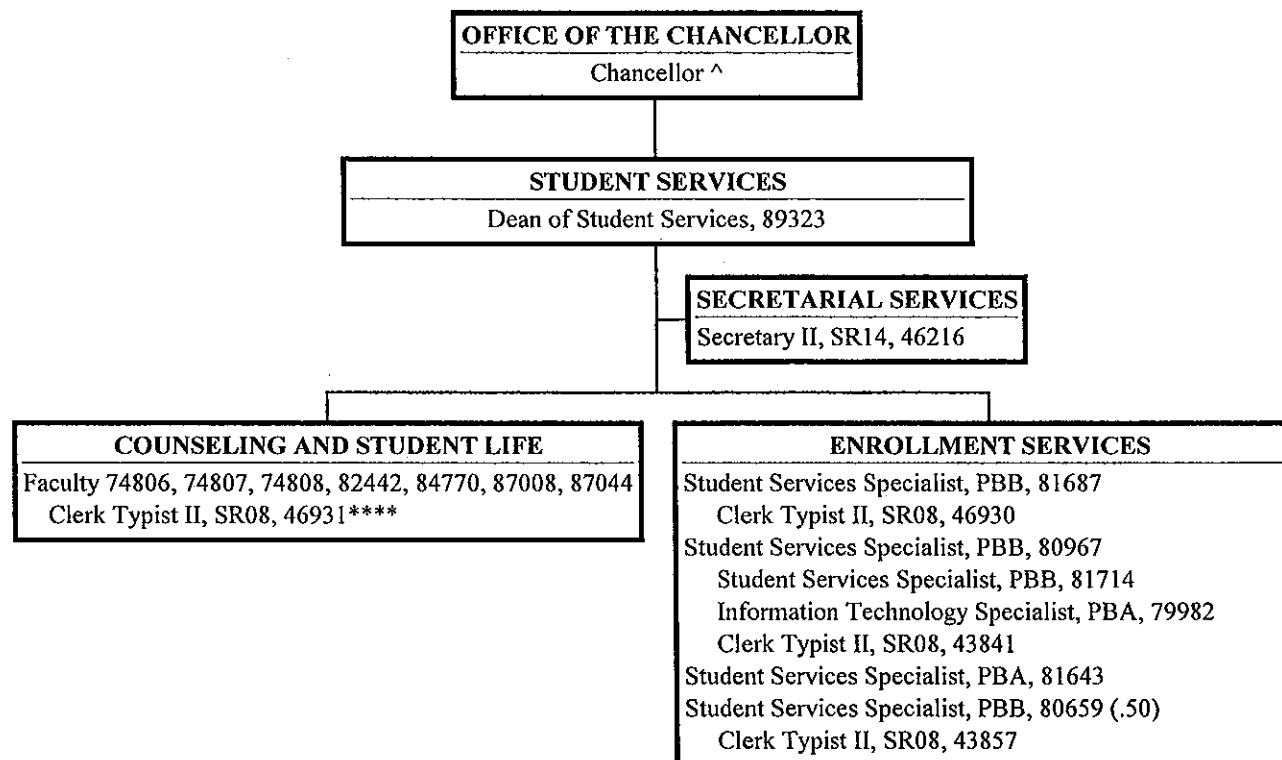 OFFICE OF THE CHANCELLOR
Chancellor ^
STUDENT SERVICES
Dean of Student Services, 89323
SECRETARIAL SERVICES
Secretary II, SR14, 46216
COUNSELING AND STUDENT LIFE
Faculty 74806, 74807, 74808, 82442, 84770, 87008, 87044
Clerk Typist II, SR08, 46931****
ENROLLMENT SERVICES
Student Services Specialist, PBB, 81687
Clerk Typist II, SR08, 46930
Student Services Specialist, PBB, 80967
Student Services Specialist, PBB, 81714
Information Technology Specialist, PBA, 79982
Clerk Typist II, SR08, 43841
Student Services Specialist, PBA, 81643
Student Services Specialist, PBB, 80659 (.50)
Clerk Typist II, SR08, 43857